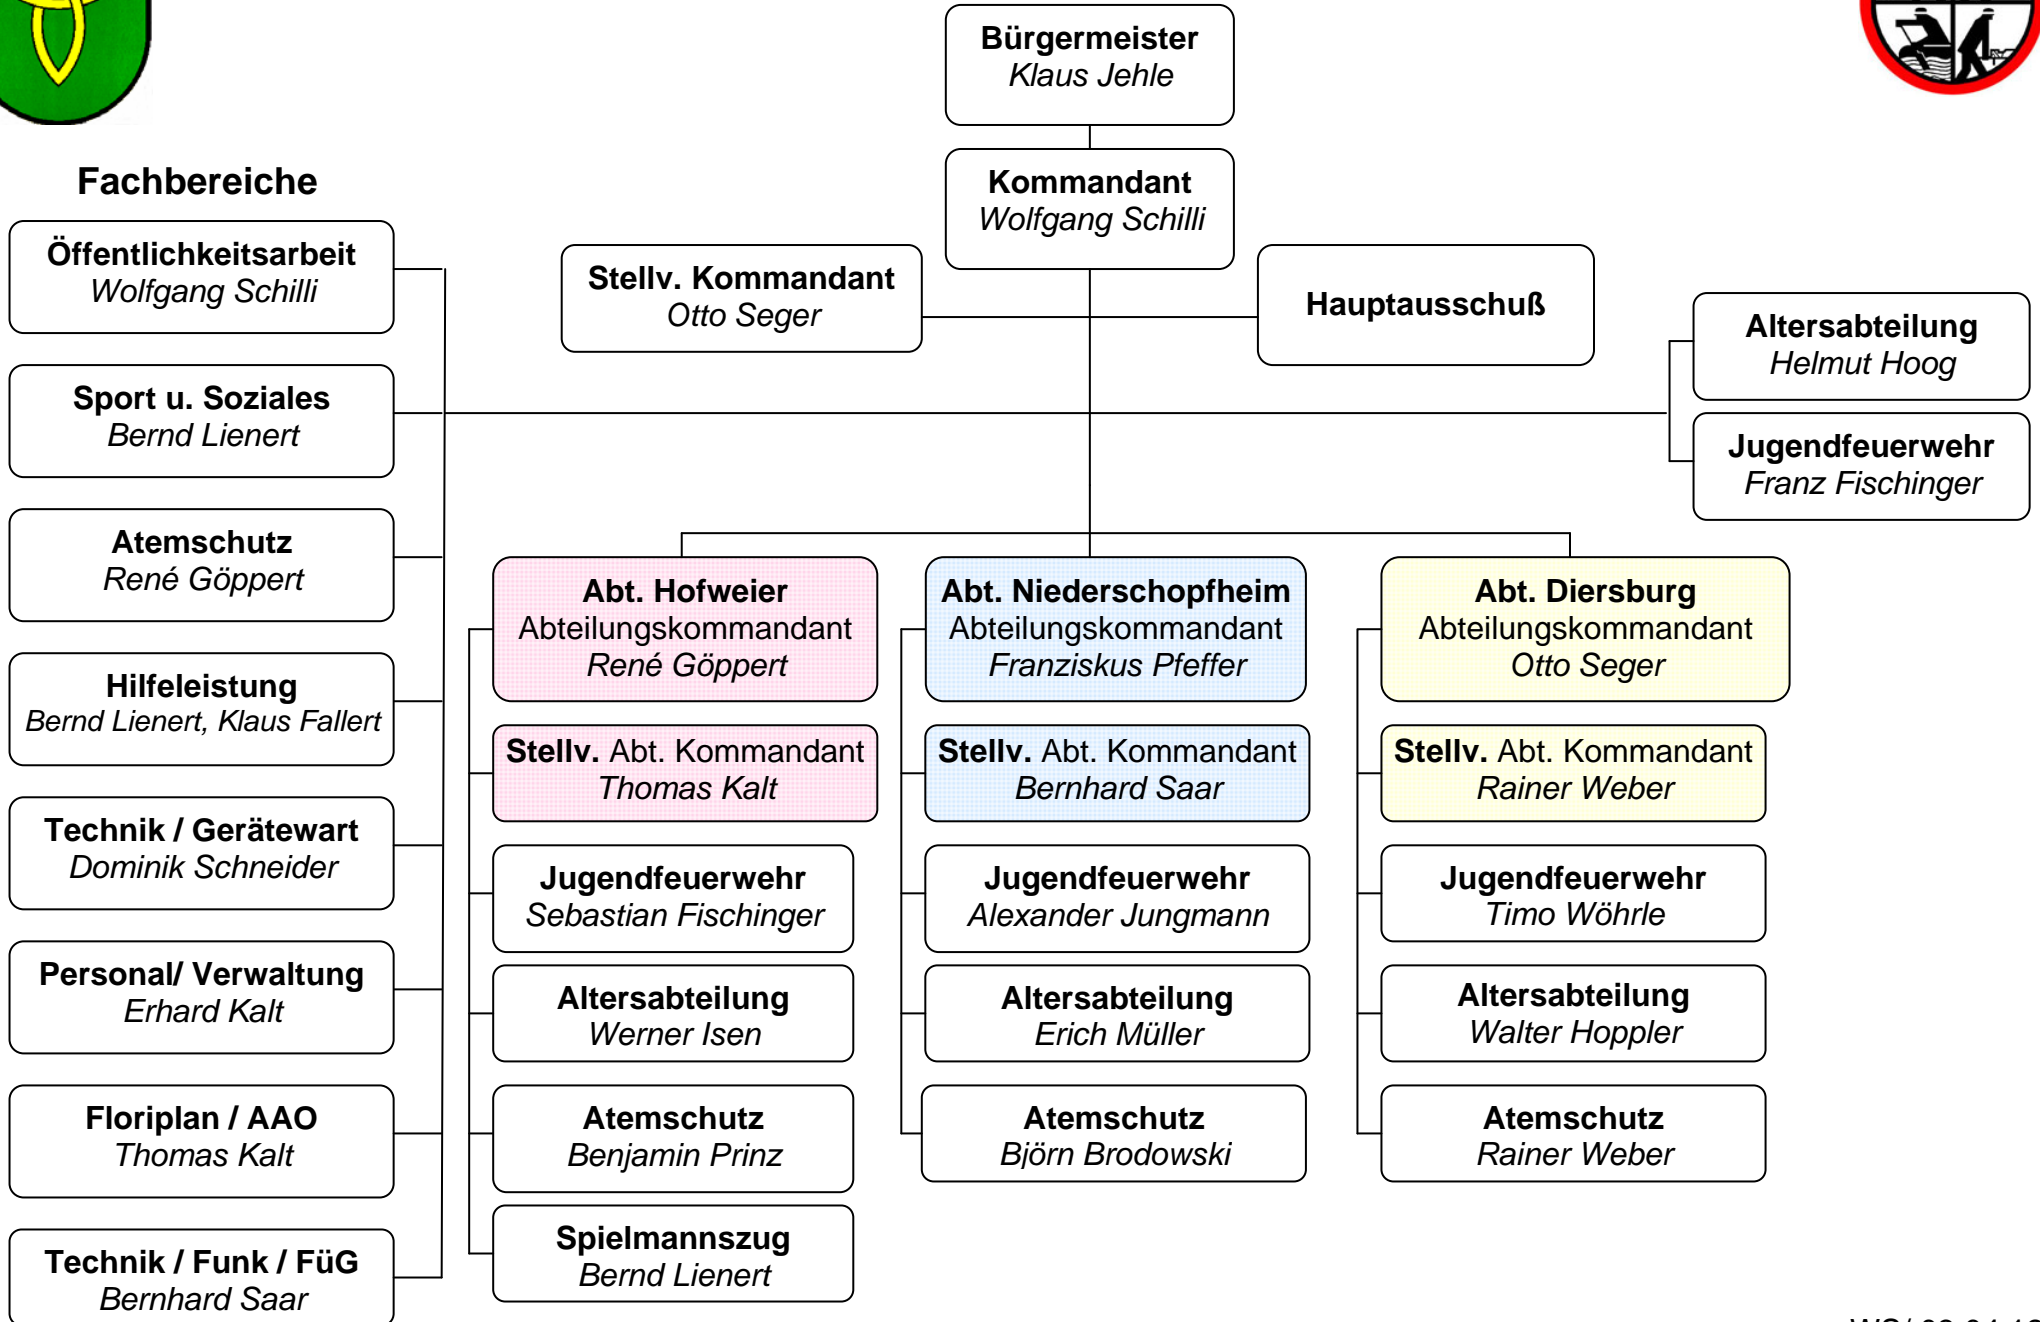 Bürgermeister
Klaus Jehle
Kommandant
Wolfgang Schilli
Stellv. Kommandant
Otto Seger
Hauptausschuß
Altersabteilung
Helmut Hoog
Jugendfeuerwehr
Franz Fischinger
Fachbereiche
Öffentlichkeitsarbeit
Wolfgang Schilli
Sport u. Soziales
Bernd Lienert
Atemschutz
René Göppert
Hilfeleistung
Bernd Lienert, Klaus Fallert
Technik / Gerätewart
Dominik Schneider
Personal/ Verwaltung
Erhard Kalt
Floriplan / AAO
Thomas Kalt
Technik / Funk / FüG
Bernhard Saar
Abt. Hofweier
Abteilungskommandant
René Göppert
Stellv. Abt. Kommandant
Thomas Kalt
Jugendfeuerwehr
Sebastian Fischinger
Altersabteilung
Werner Isen
Atemschutz
Benjamin Prinz
Spielmannszug
Bernd Lienert
Abt. Niederschopfheim
Abteilungskommandant
Franziskus Pfeffer
Stellv. Abt. Kommandant
Bernhard Saar
Jugendfeuerwehr
Alexander Jungmann
Altersabteilung
Erich Müller
Atemschutz
Björn Brodowski
Abt. Diersburg
Abteilungskommandant
Otto Seger
Stellv. Abt. Kommandant
Rainer Weber
Jugendfeuerwehr
Timo Wöhrle
Altersabteilung
Walter Hoppler
Atemschutz
Rainer Weber